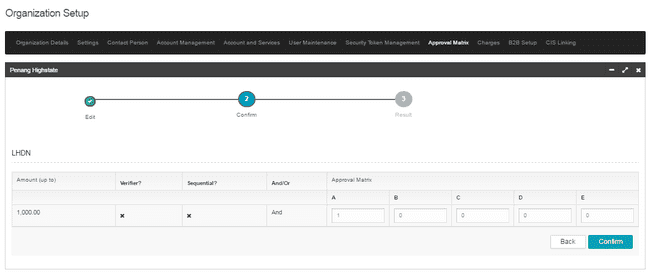 Organization Setup
Organization Details Settings Contact Person Account Management Account and Services User Maintenance Security Token Management Approval Matrix Charges B2B Setup CIS Linking
Penang Highstate
2 3
Edit Confirm Result
LHDN
Amount (up to) Verifier? Sequential? And/Or Approval Matrix
A B C D E
1,000.00 And 1 0 0 0 0
Back Confirm